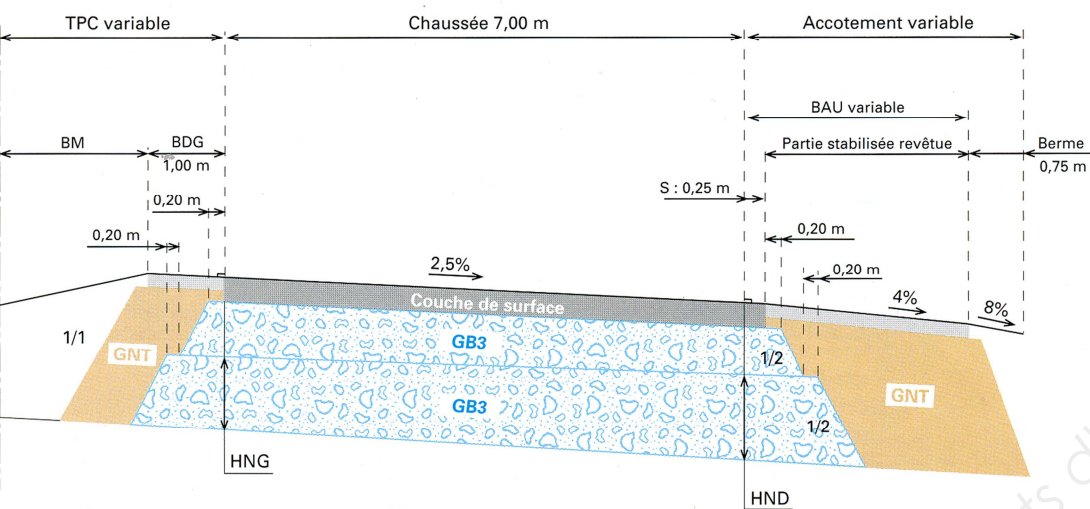 TPC variable
Chaussée 7,00 m
Accotement variable
BAU variable
BM
BDG
1,00 m
Partie stabilisée revêtue
Berme
0,75 m
S : 0,25 m
0,20 m
0,20 m
0,20 m
0,20 m
2,5%
4%
8%
Couche de surface
1/1
GNT
GB3
1/2
GNT
GB3
1/2
HNG
HND
ts d'